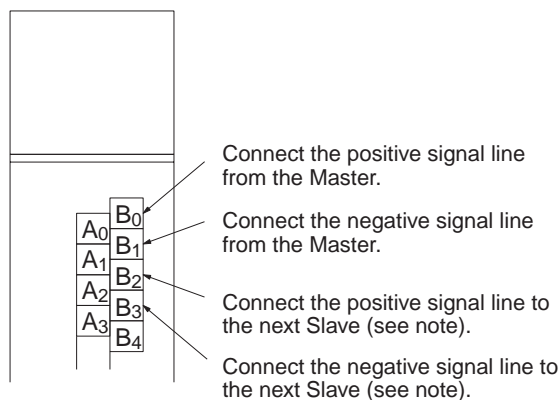 Connect the positive signal line
from the Master.
B0
A0
Connect the negative signal line
from the Master.
B1
A1
B2
Connect the positive signal line to
the next Slave (see note).
A2
B3
A3
B4
Connect the negative signal line to
the next Slave (see note).